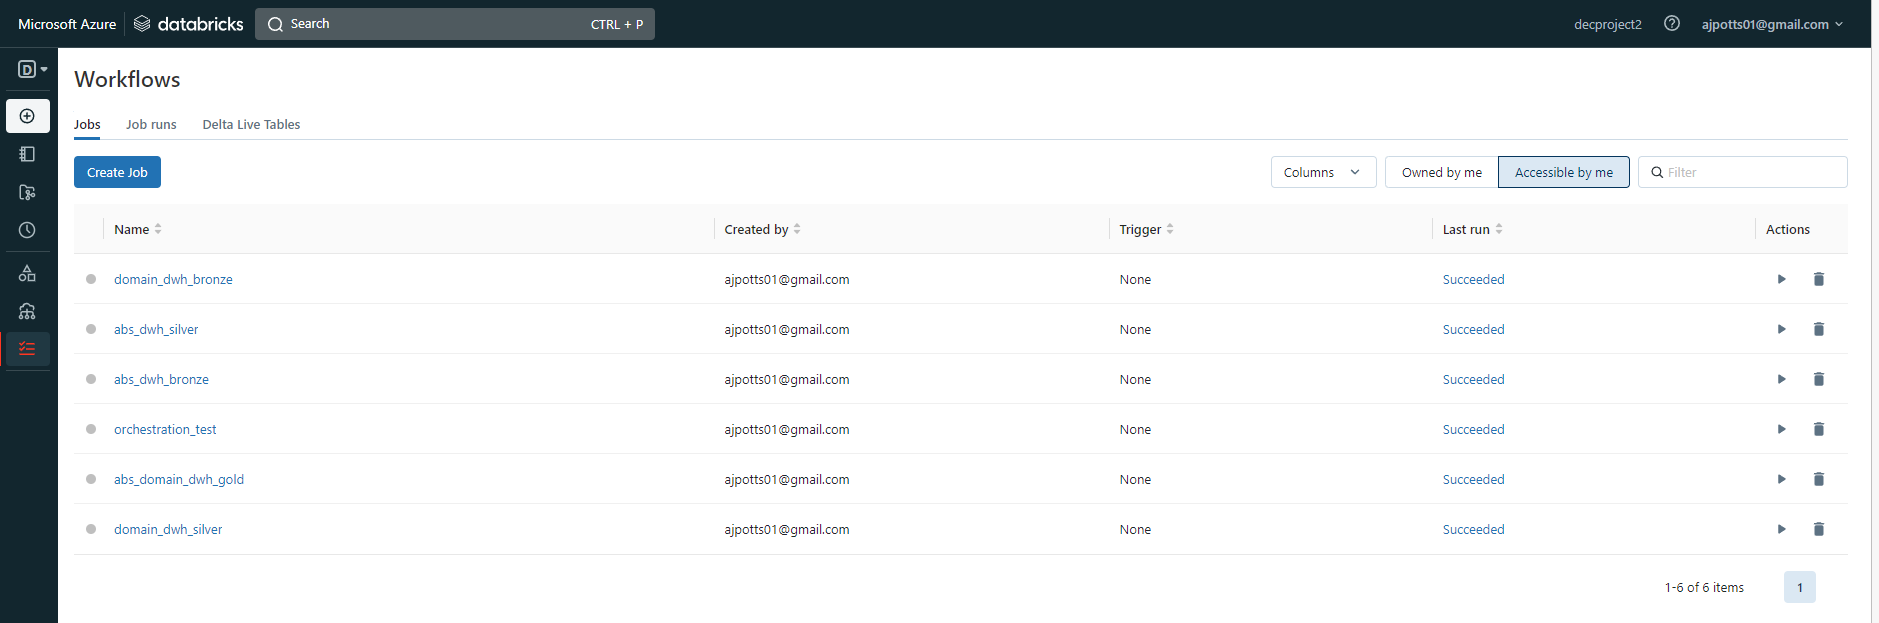 Microsoft Azure databricks Search CTRL + P decproject2 ajpotts01@gmail.com
D
Workflows
Jobs Job runs Delta Live Tables
Create Job Columns Owned by me Accessible by me Filter
Name Created by Trigger Last run Actions
domain_dwh_bronze ajpotts01@gmail.com None Succeeded
abs_dwh_silver ajpotts01@gmail.com None Succeeded
abs_dwh_bronze ajpotts01@gmail.com None Succeeded
orchestration_test ajpotts01@gmail.com None Succeeded
abs_domain_dwh_gold ajpotts01@gmail.com None Succeeded
domain_dwh_silver ajpotts01@gmail.com None Succeeded
1-6 of 6 items 1